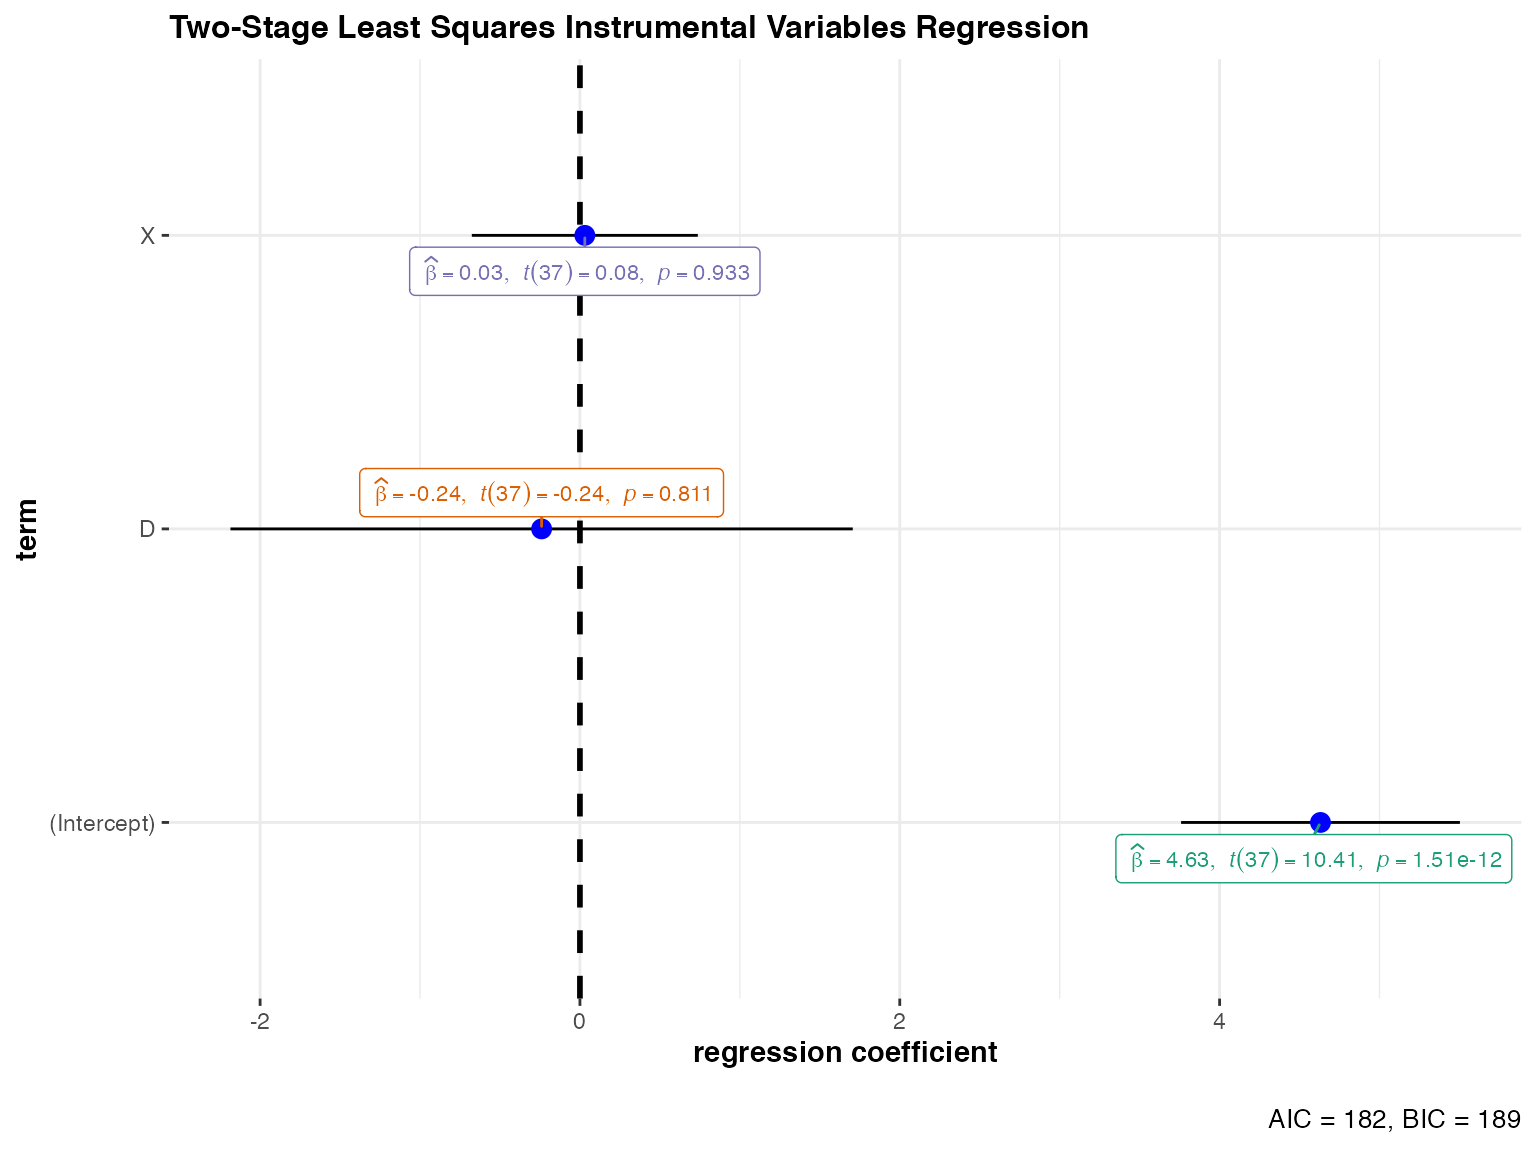 Two-Stage Least Squares Instrumental Variables Regression
X
β̂ = 0.03, t(37) = 0.08, p = 0.933
β̂ = -0.24, t(37) = -0.24, p = 0.811
term
D
(Intercept)
β̂ = 4.63, t(37) = 10.41, p = 1.51e-12
-2 0 2 4
regression coefficient
AIC = 182, BIC = 189